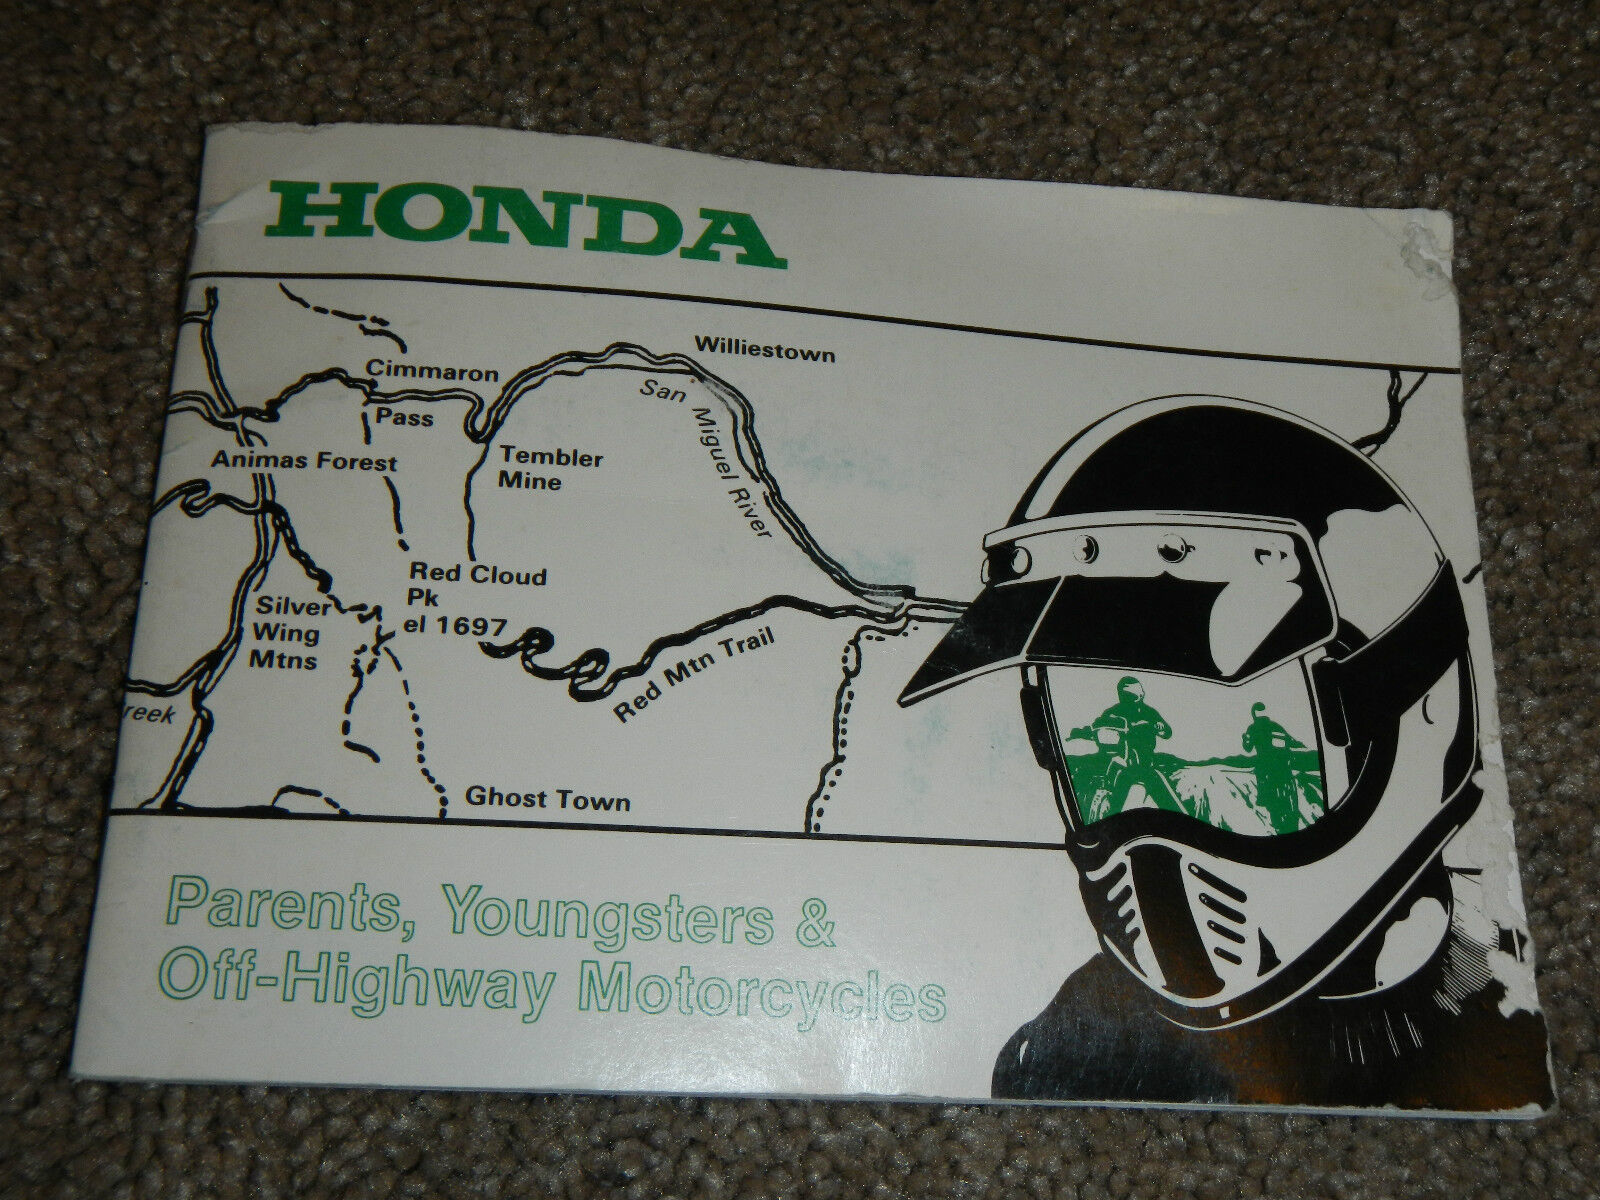 HONDA
Williestown
Cimmaron
Pass
San Miguel River
Animas Forest
Tembler
Mine
Red Cloud
Pk
el 1697
Silver
Wing
Mtns
Red Mtn Trail
reek
Ghost Town
Parents, Youngsters &
Off-Highway Motorcycles